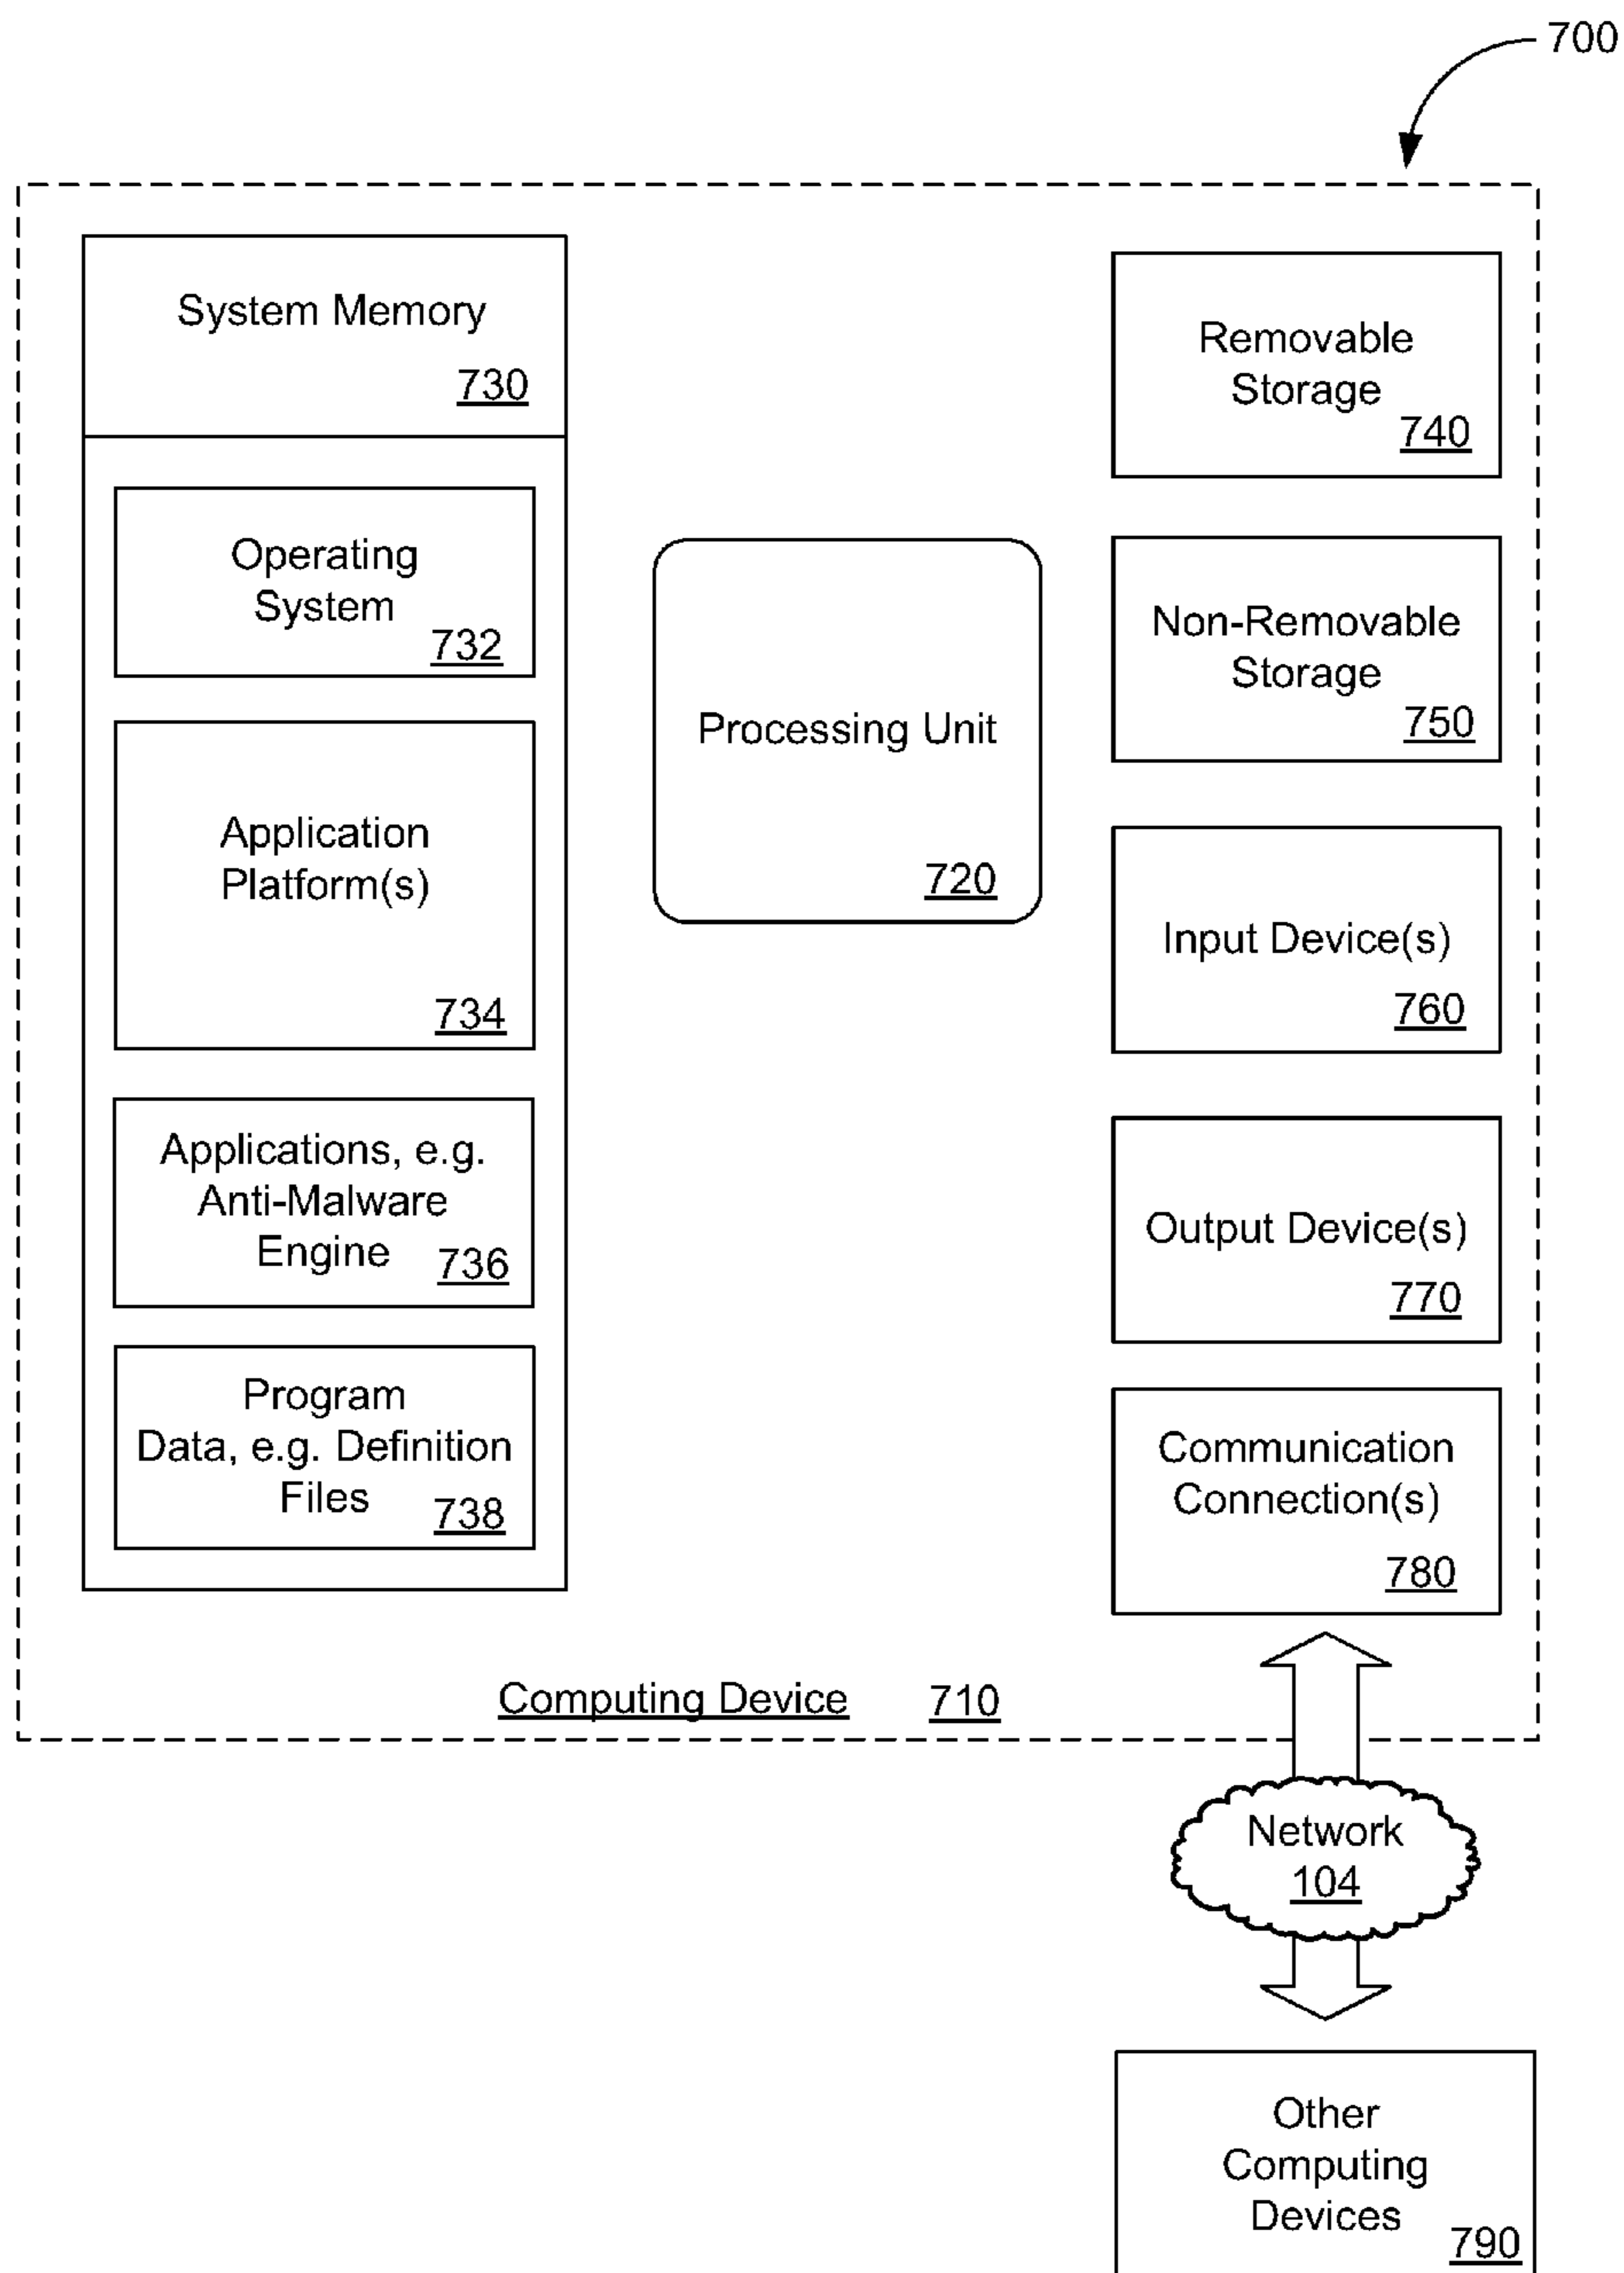 700
System Memory
730
Operating
System
732
Application
Platform(s)
734
Applications, e.g.
Anti-Malware
Engine
736
Program
Data, e.g. Definition
Files
738
Processing Unit
720
Removable
Storage
740
Non-Removable
Storage
750
Input Device(s)
760
Output Device(s)
770
Communication
Connection(s)
780
Computing Device 710
Network
104
Other
Computing
Devices
790